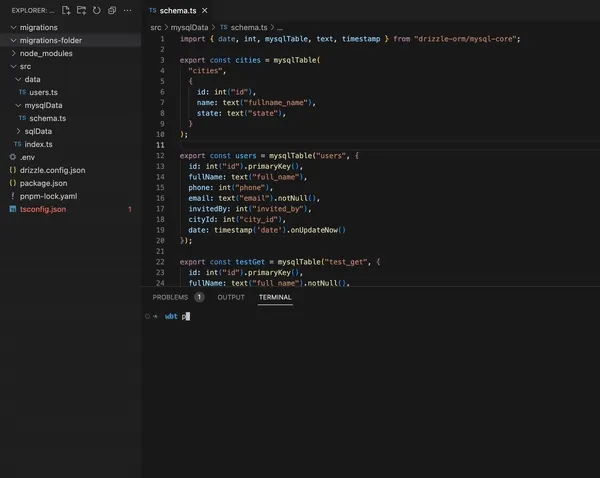 EXPLORER: ...
schema.ts
src > mysqlData > schema.ts > ...
migrations
migrations-folder
node_modules
src
data
users.ts
mysqlData
schema.ts
sqlData
index.ts
.env
drizzle.config.json
package.json
pnpm-lock.yaml
tsconfig.json 1
1 import { date, int, mysqlTable, text, timestamp } from "drizzle-orm/mysql-core";
2
3 export const cities = mysqlTable(
4 "cities",
5 {
6 id: int("id"),
7 name: text("fullname_name"),
8 state: text("state"),
9 }
10 );
11
12 export const users = mysqlTable("users", {
13 id: int("id").primaryKey(),
14 fullName: text("full_name"),
15 phone: int("phone"),
16 email: text("email").notNull(),
17 invitedBy: int("invited_by"),
18 cityId: int("city_id"),
19 date: timestamp('date').onUpdateNow()
20 });
21
22 export const testGet = mysqlTable("test_get", {
23 id: int("id").primaryKey(),
24 fullName: text("full_name").notNull(),
PROBLEMS 1 OUTPUT TERMINAL
wbt p